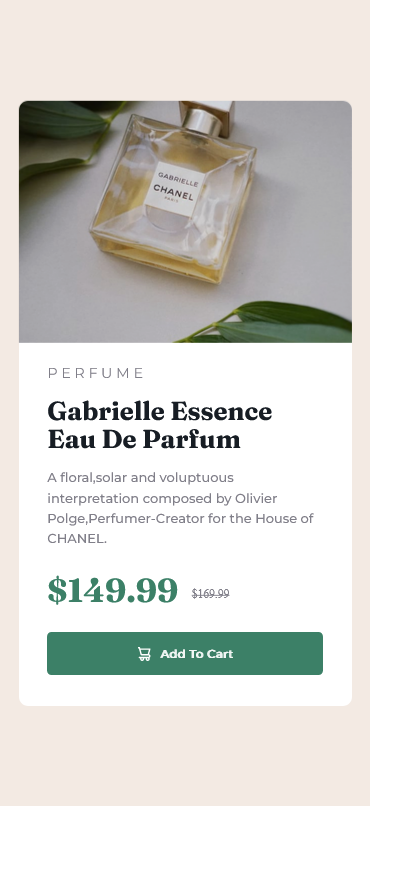 GABRIELLE
CHANEL
PARIS
PERFUME
Gabrielle Essence
Eau De Parfum
A floral,solar and voluptuous
interpretation composed by Olivier
Polge,Perfumer-Creator for the House of
CHANEL.
$149.99 $169.99
Add To Cart